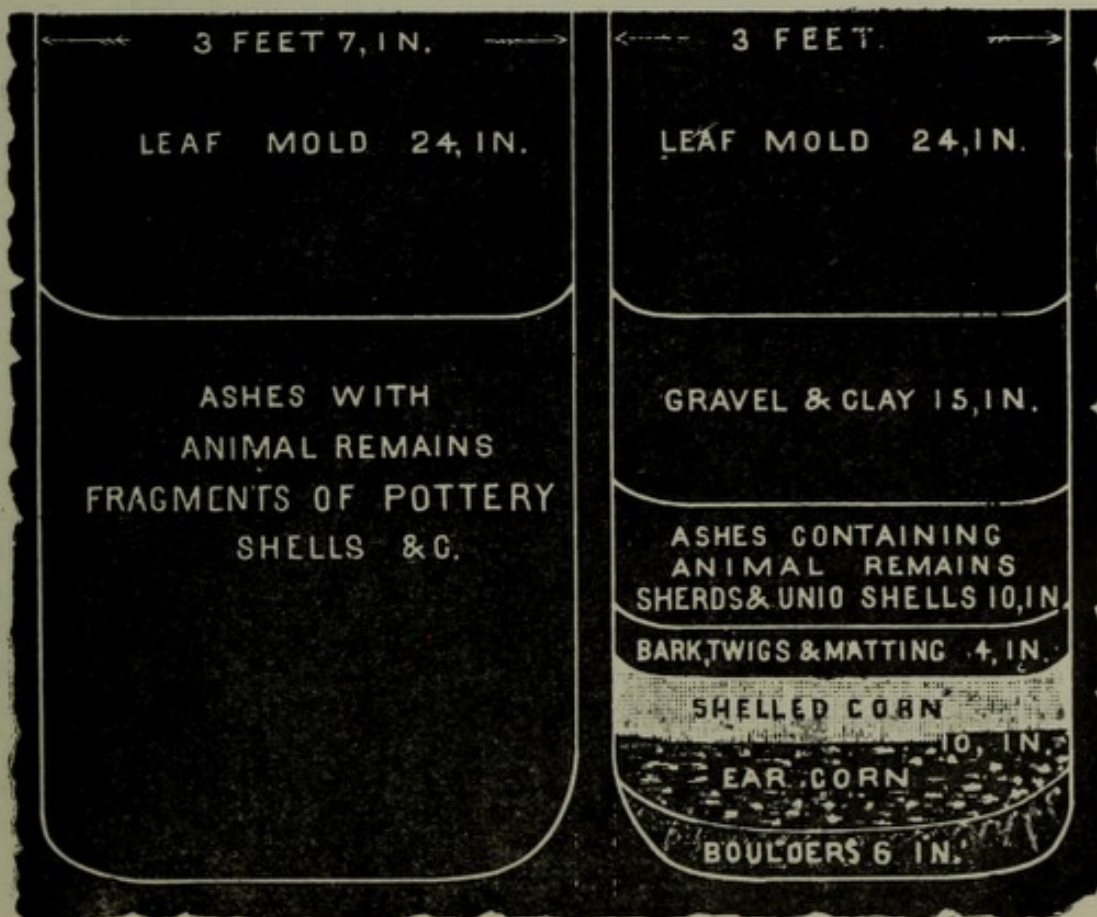 3 FEET 7, IN.
LEAF MOLD 24, IN.
ASHES WITH
ANIMAL REMAINS
FRAGMENTS OF POTTERY
SHELLS &C.
3 FEET.
LEAF MOLD 24, IN.
GRAVEL & CLAY 15, IN.
ASHES CONTAINING
ANIMAL REMAINS
SHERDS & UNIO SHELLS 10, IN.
BARK, TWIGS & MATTING 4, IN.
SHELLED CORN
10, IN.
EAR CORN
BOULDERS 6 IN.